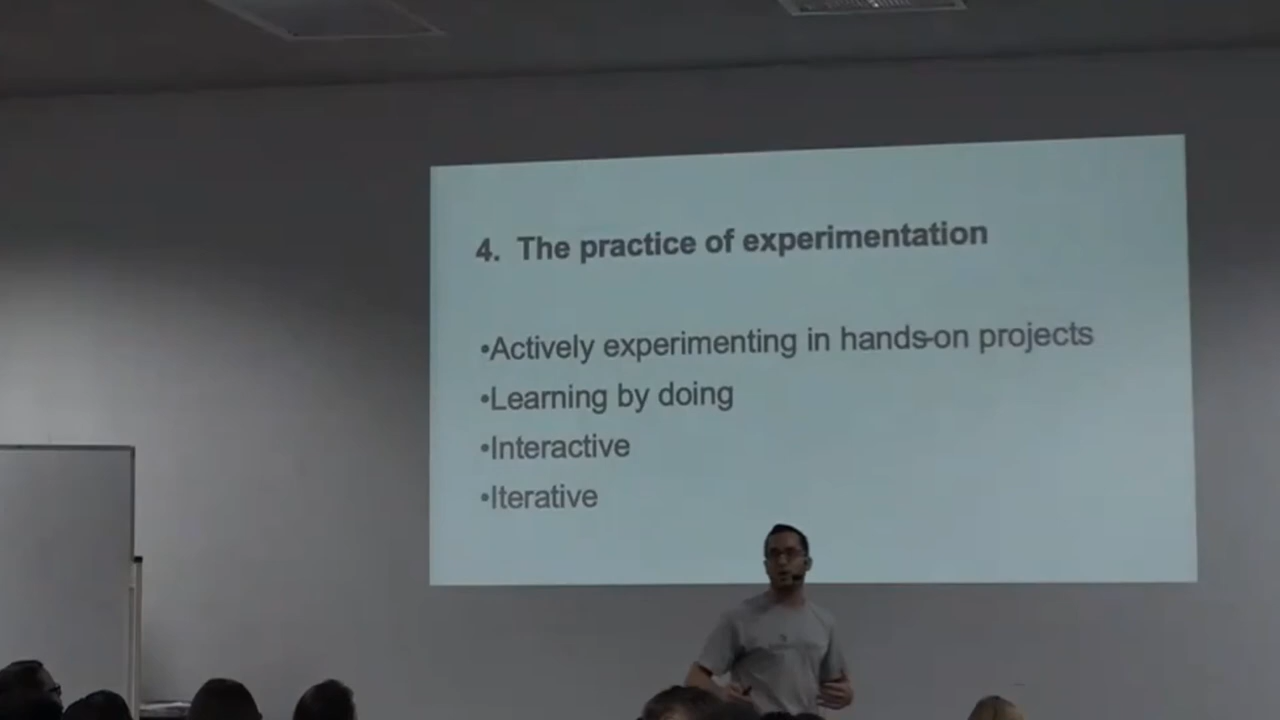 4. The practice of experimentation
•Actively experimenting in hands-on projects
•Learning by doing
•Interactive
•Iterative